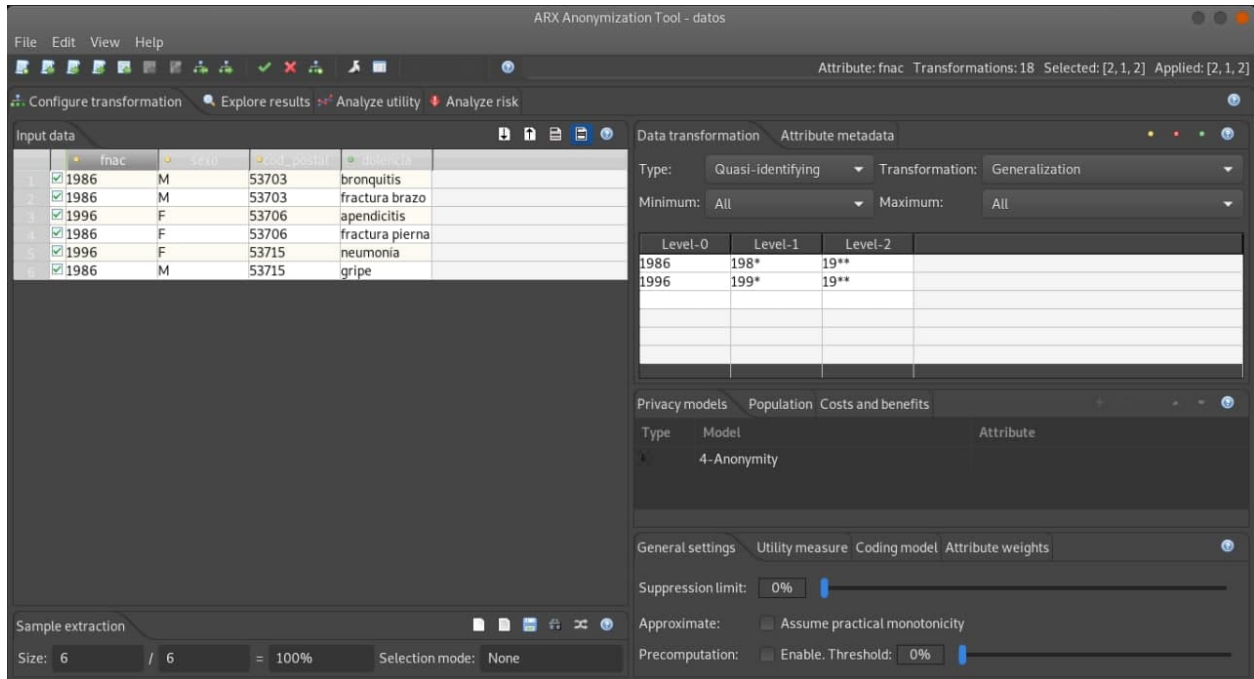 ARX Anonymization Tool - datos
File Edit View Help
Attribute: fnac Transformations: 18 Selected: [2, 1, 2] Applied: [2, 1, 2]
Configure transformation Explore results Analyze utility Analyze risk
Input data
fnac sexo cod_postal dolencia
1 1986 M 53703 bronquitis
2 1986 M 53703 fractura brazo
3 1996 F 53706 apendicitis
4 1986 F 53706 fractura pierna
5 1996 F 53715 neumonía
6 1986 M 53715 gripe
Sample extraction
Size: 6 / 6 = 100% Selection mode: None
Data transformation Attribute metadata
Type: Quasi-identifying Transformation: Generalization
Minimum: All Maximum: All
Level-0 Level-1 Level-2
1986 198* 19**
1996 199* 19**
Privacy models Population Costs and benefits
Type Model Attribute
4-Anonymity
General settings Utility measure Coding model Attribute weights
Suppression limit: 0%
Approximate: Assume practical monotonicity
Precomputation: Enable. Threshold: 0%